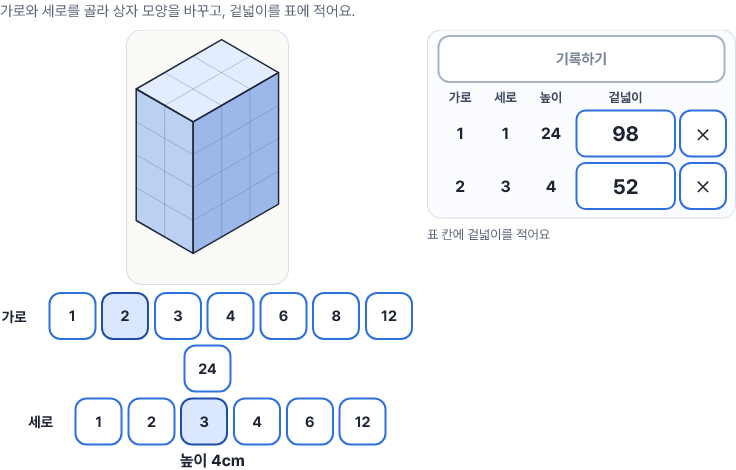 가로와 세로를 골라 상자 모양을 바꾸고, 겉넓이를 표에 적어요.
기록하기
가로 세로 높이 겉넓이
1 1 24 98 ×
2 3 4 52 ×
표 칸에 겉넓이를 적어요
가로 1 2 3 4 6 8 12
24
세로 1 2 3 4 6 12
높이 4cm